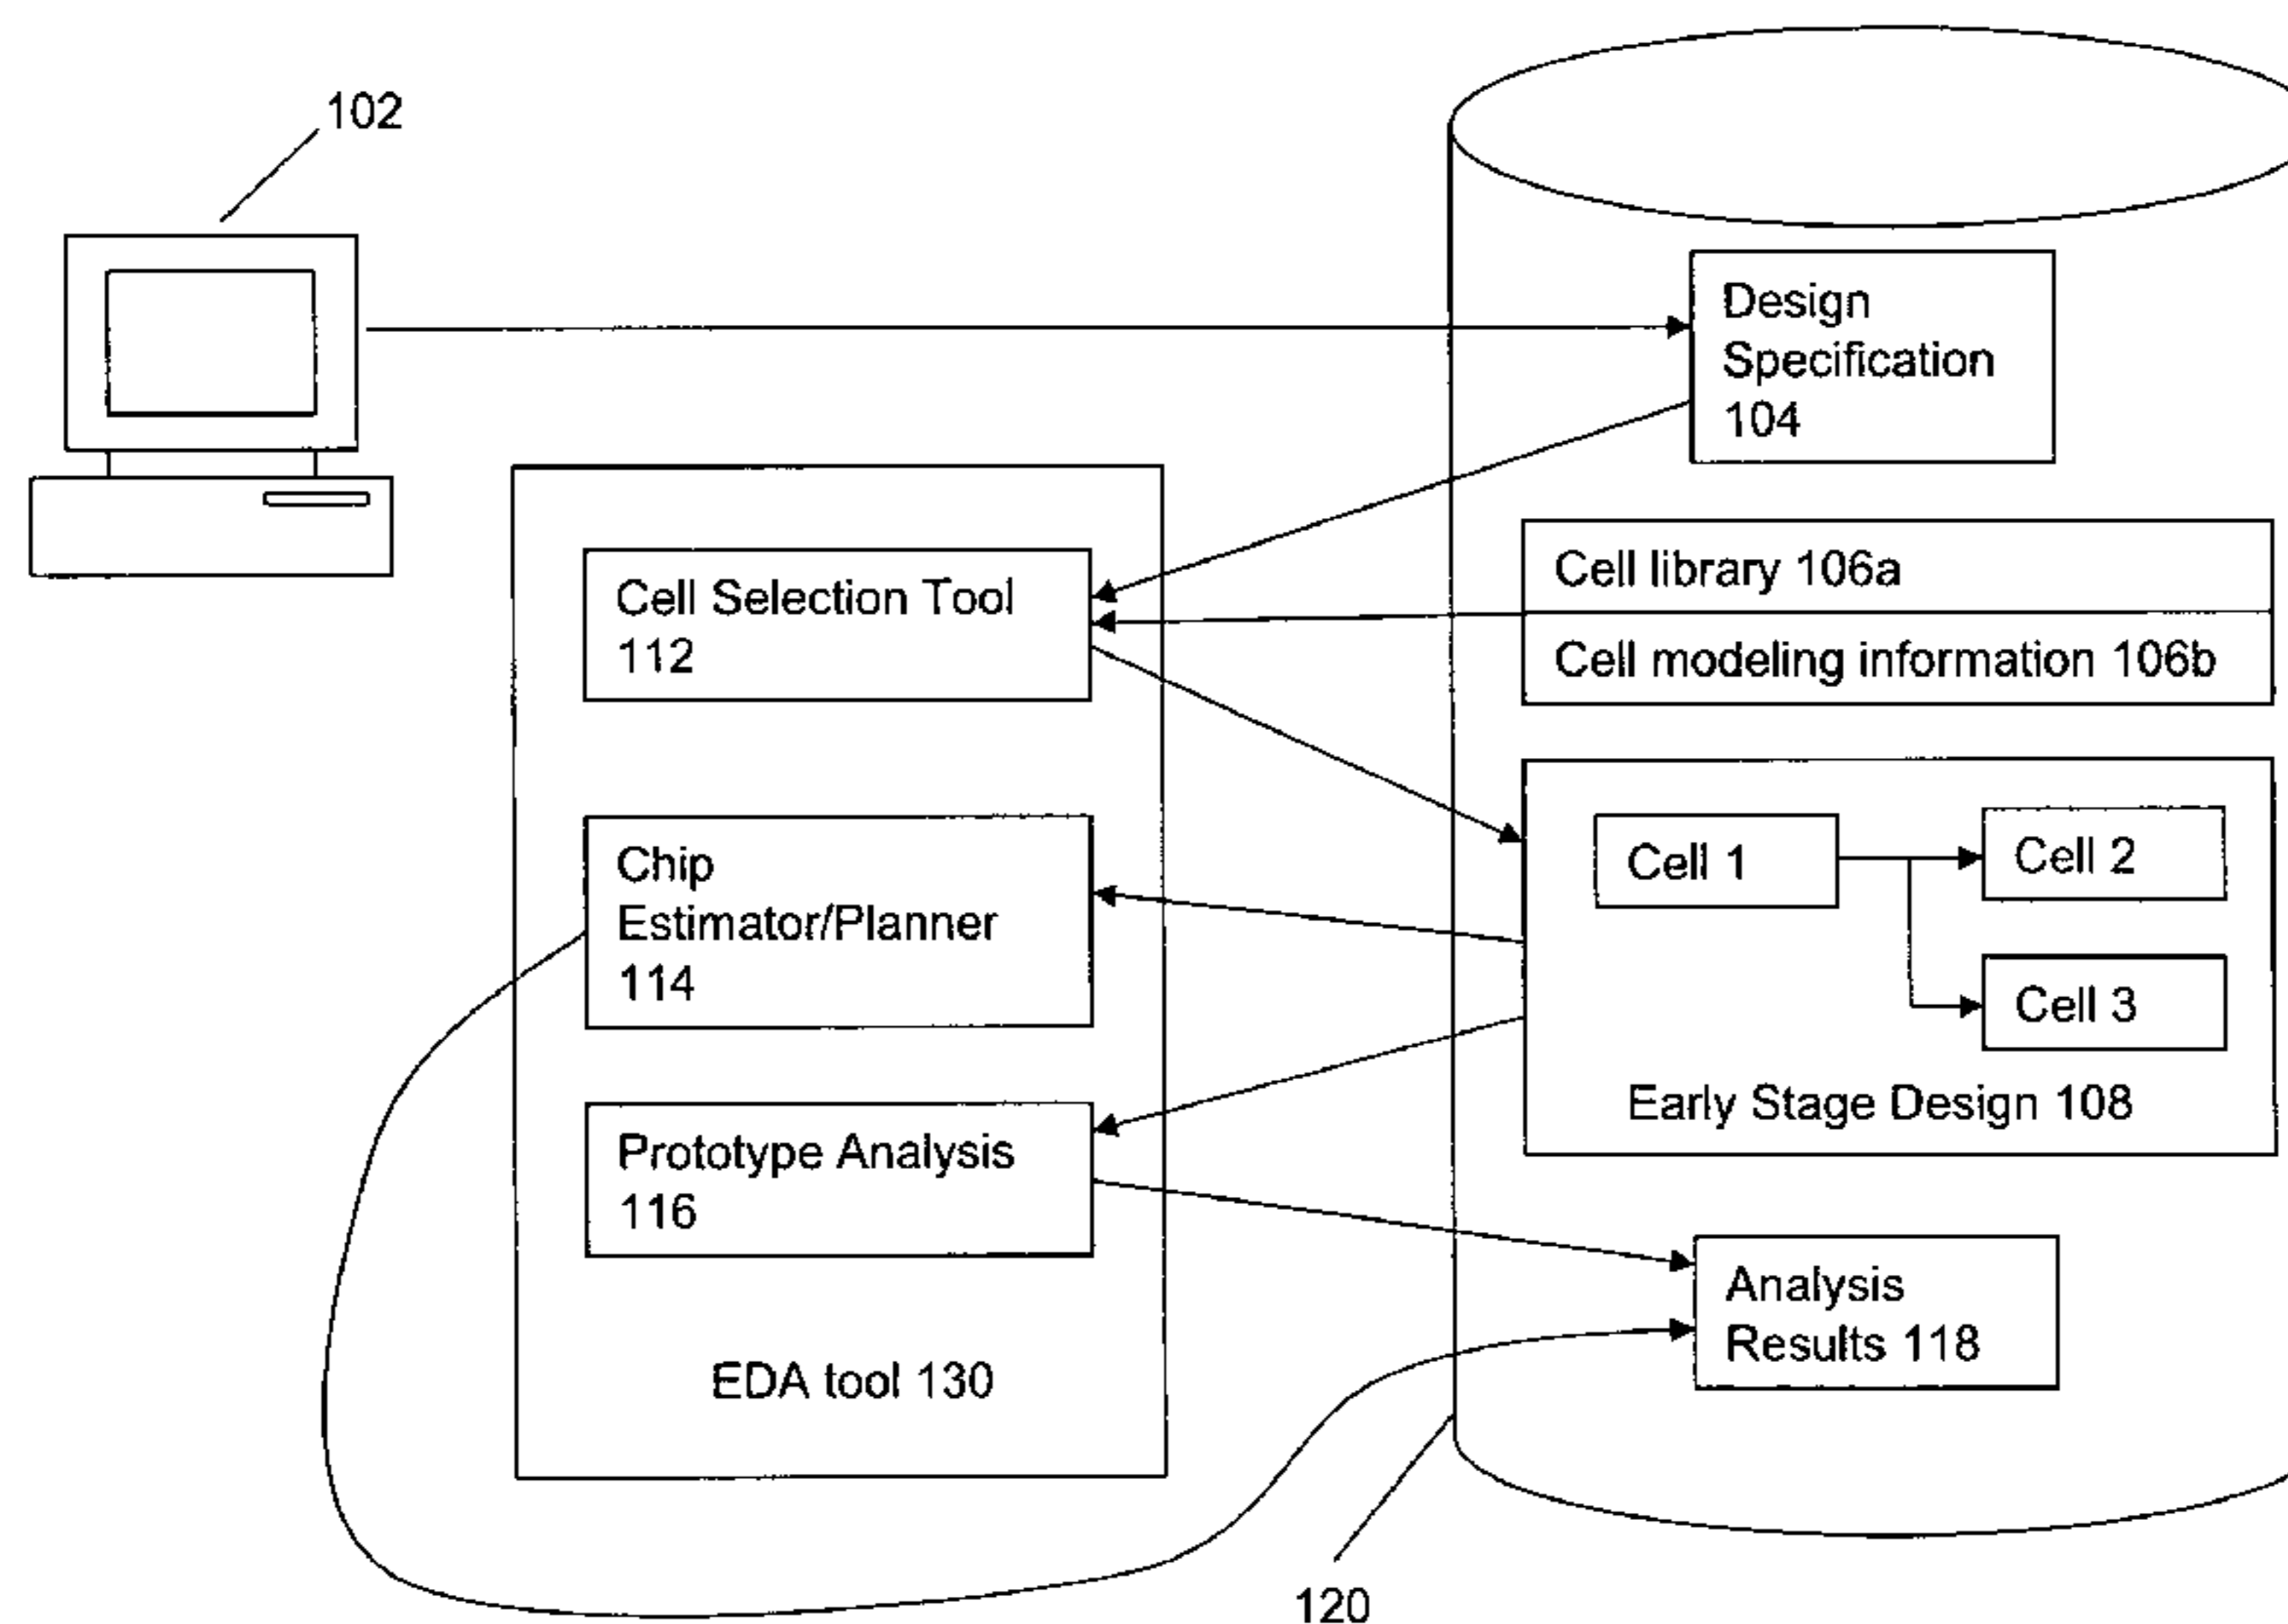 102
Design
Specification
104
Cell Selection Tool
112
Cell library 106a
Cell modeling information 106b
Chip
Estimator/Planner
114
Cell 1
Cell 2
Cell 3
Early Stage Design 108
Prototype Analysis
116
Analysis
Results 118
EDA tool 130
120